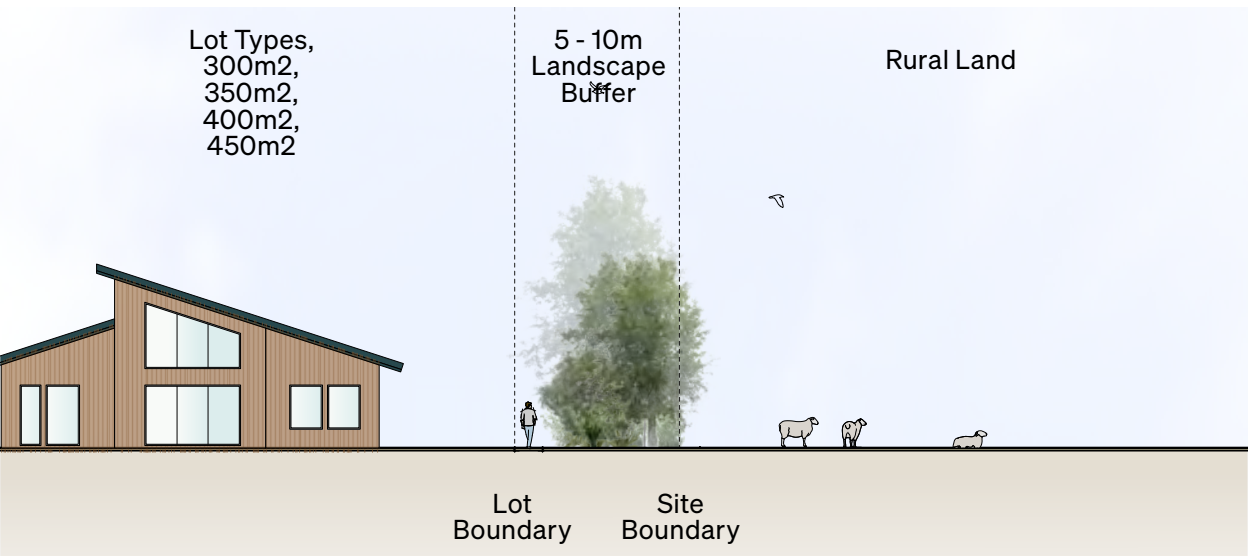 Lot Types,
300m2,
350m2,
400m2,
450m2
5 - 10m
Landscape
Buffer
Rural Land
Lot
Boundary
Site
Boundary